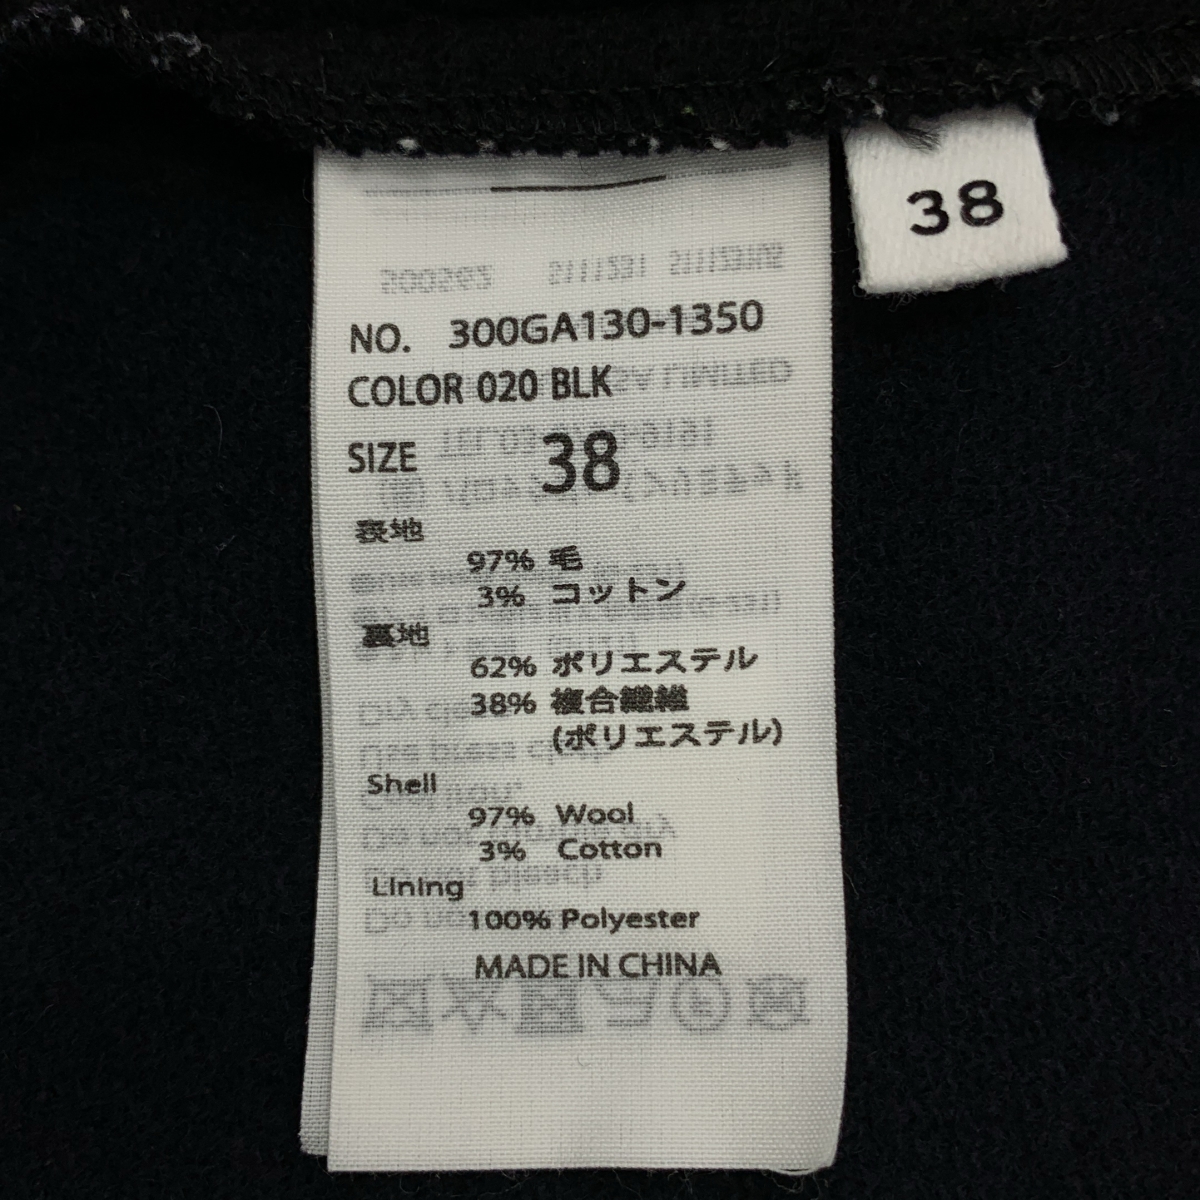 38
NO. 300GA130-1350
COLOR 020 BLK
SIZE 38
表地
97% 毛
3% コットン
裏地
62% ポリエステル
38% 複合繊維
(ポリエステル)
Shell
97% Wool
3% Cotton
Lining
100% Polyester
MADE IN CHINA